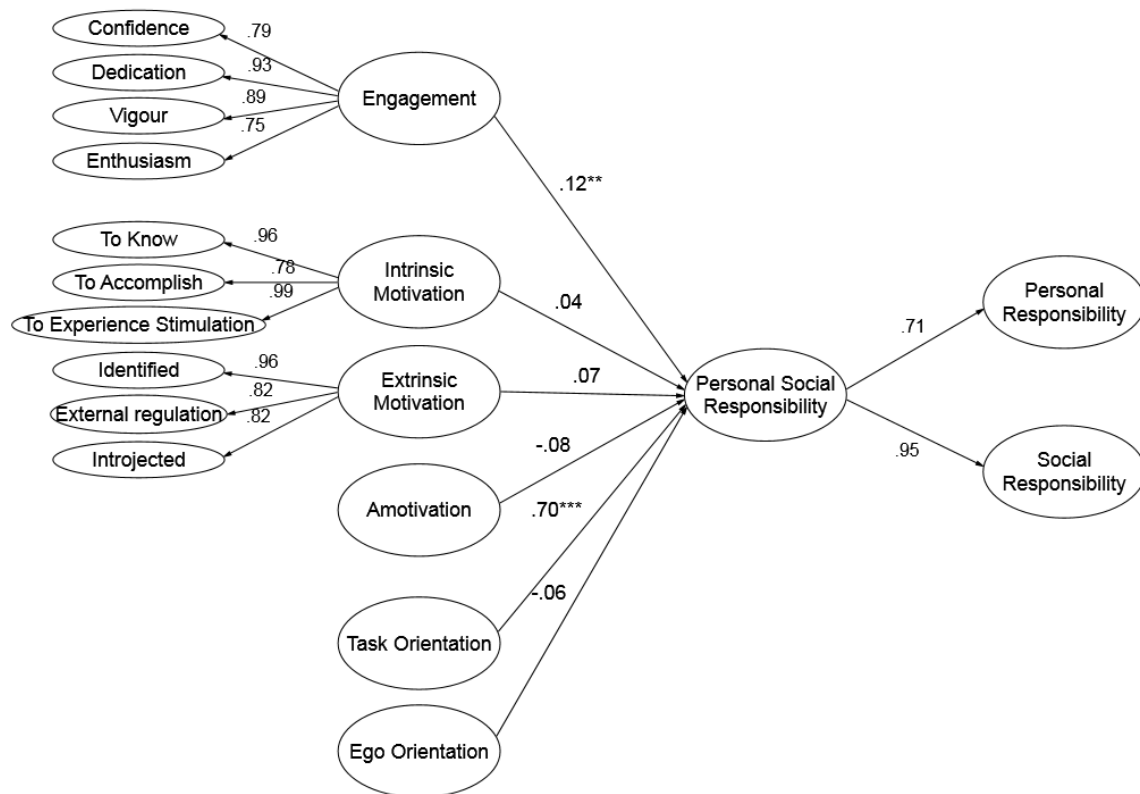 Confidence
.79
Dedication
.93
Vigour
.89
Enthusiasm
.75
Engagement
.12**
To Know
.96
To Accomplish
.78
To Experience Stimulation
.99
Intrinsic
Motivation
.04
Identified
.96
External regulation
.82
Introjected
.82
Extrinsic
Motivation
.07
Amotivation
-.08
Task Orientation
.70***
Ego Orientation
-.06
Personal Social
Responsibility
.71
Personal
Responsibility
.95
Social
Responsibility